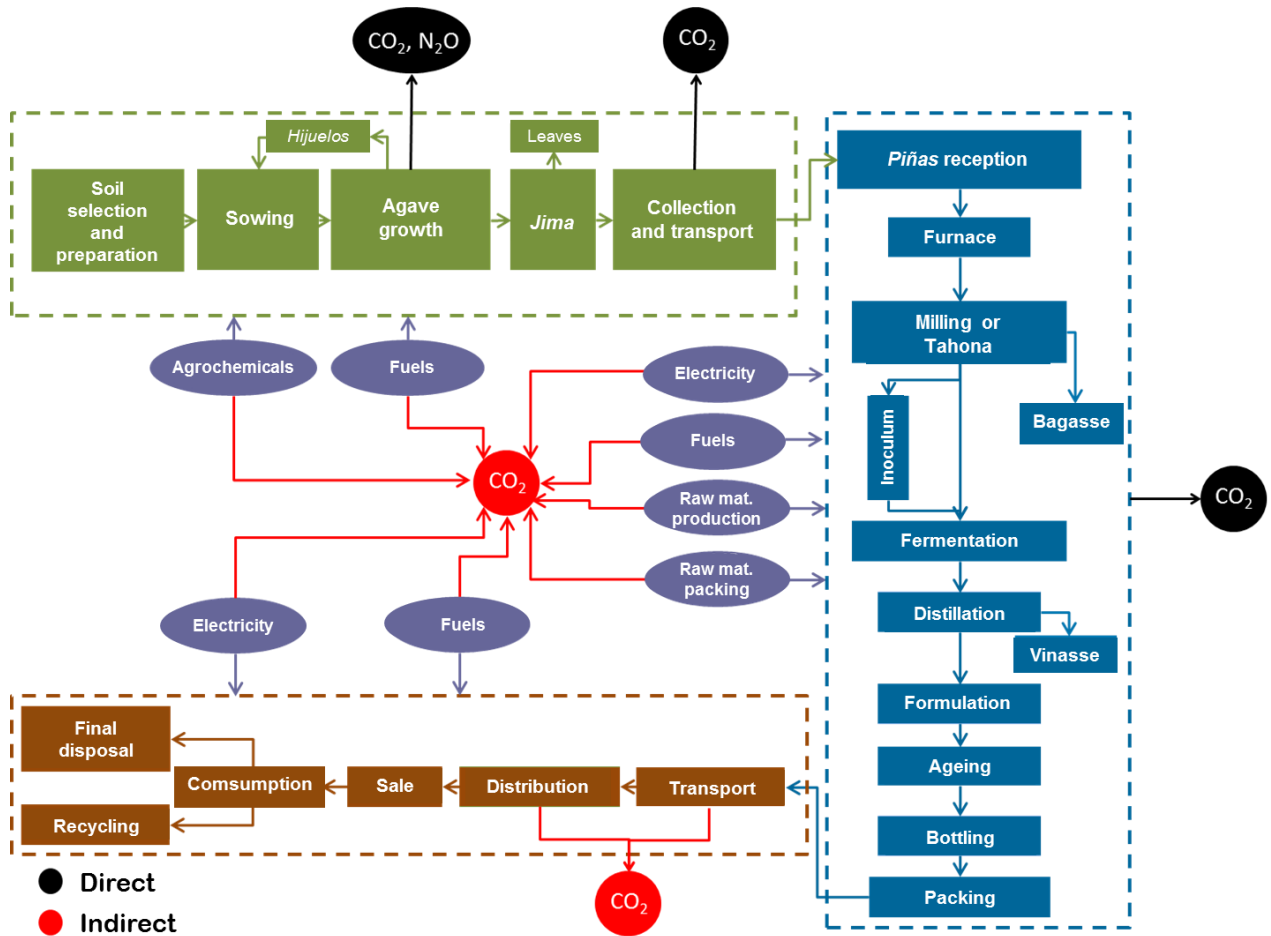 CO₂, N₂O
CO₂
Hijuelos
Leaves
Soil
selection
and
preparation
Sowing
Agave
growth
Jima
Collection
and transport
Piñas reception
Furnace
Milling or
Tahona
Inoculum
Bagasse
Fermentation
Distillation
Vinasse
Formulation
Ageing
Bottling
Packing
CO₂
Agrochemicals
Fuels
Electricity
Fuels
Raw mat.
production
Raw mat.
packing
CO₂
Electricity
Fuels
Final
disposal
Comsumption
Sale
Distribution
Transport
Recycling
CO₂
Direct
Indirect